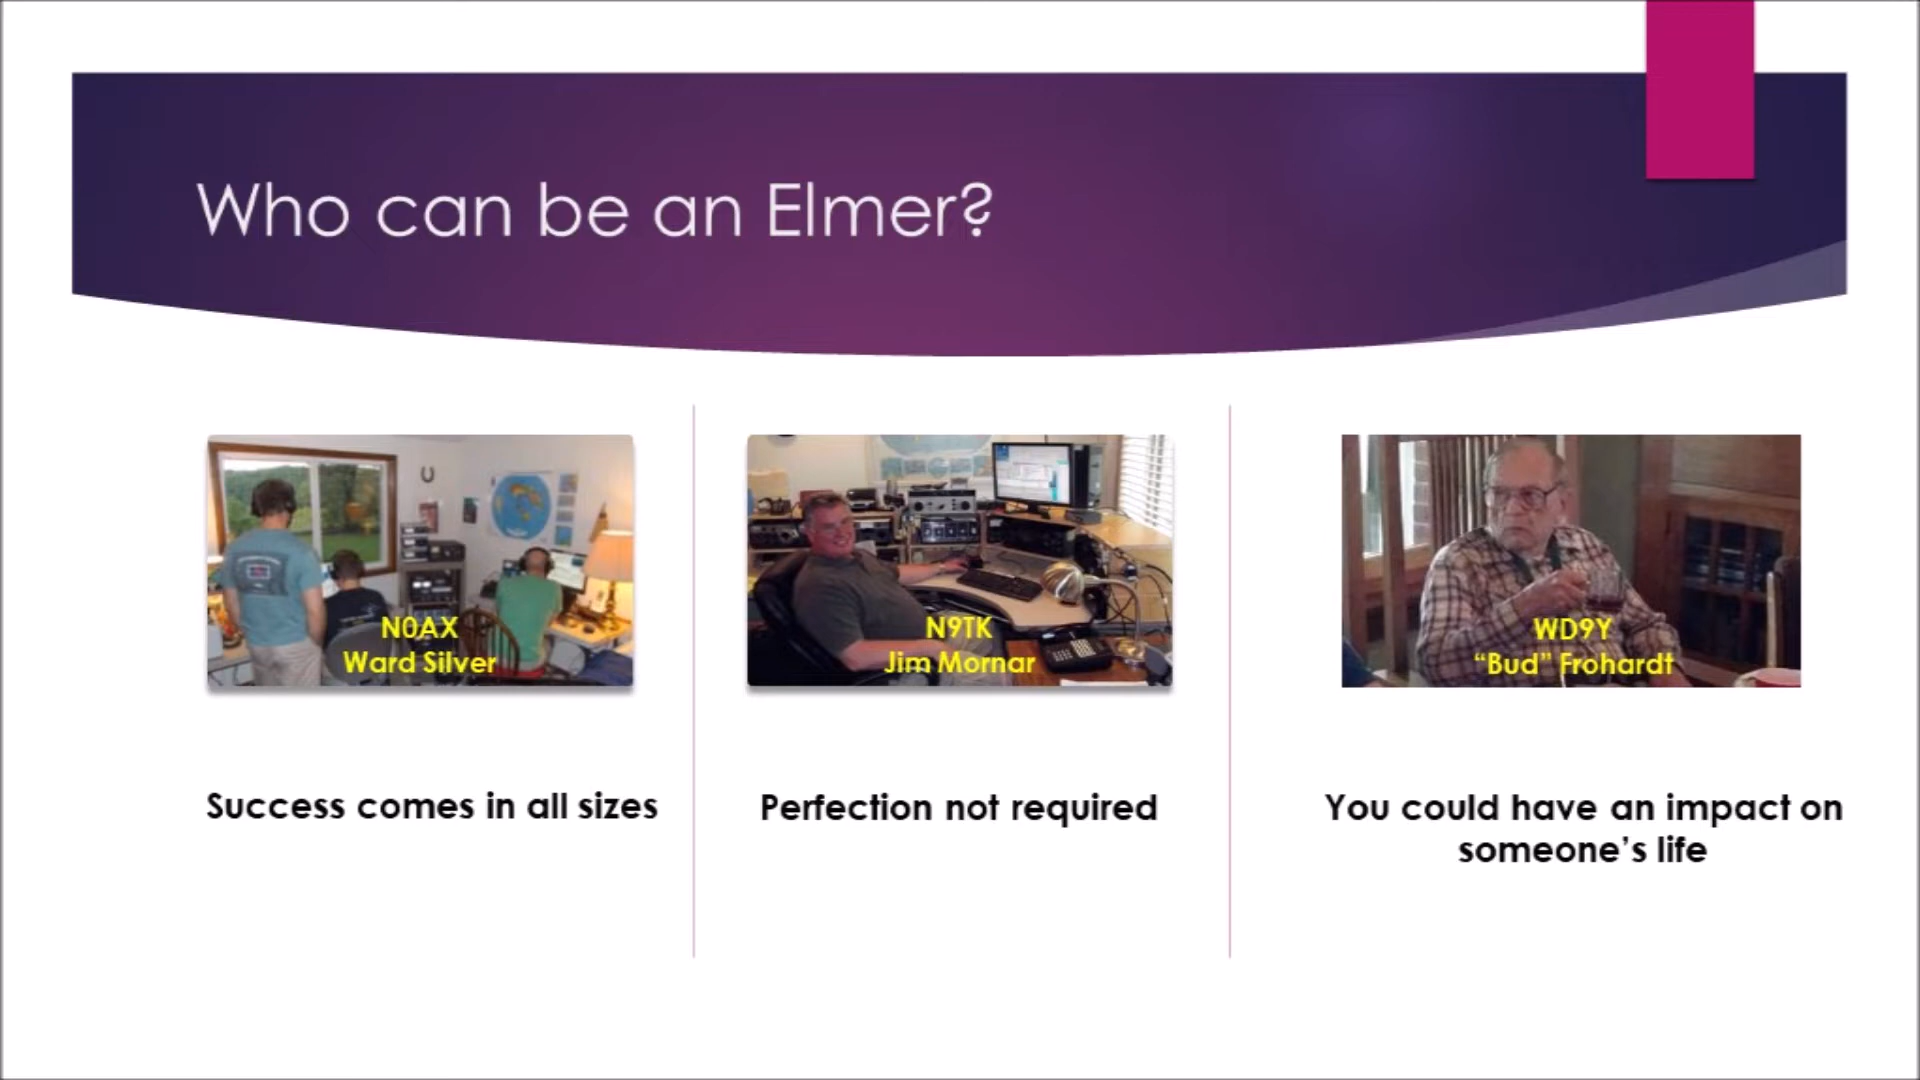 Who can be an Elmer?
N0AX
Ward Silver
N9TK
Jim Mornar
WD9Y
“Bud” Frohardt
Success comes in all sizes
Perfection not required
You could have an impact on
someone’s life